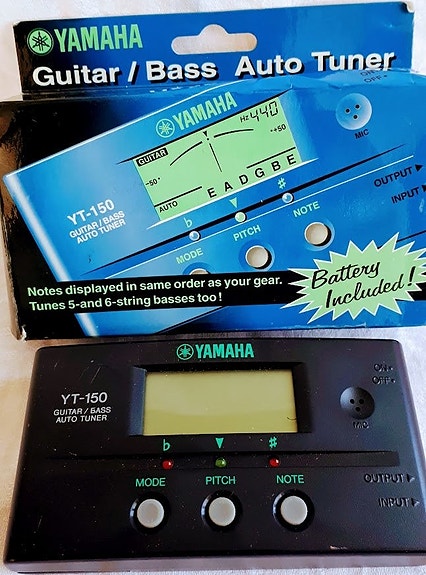 YAMAHA
Guitar / Bass Auto Tuner
ON
OFF
YAMAHA
GUITAR
Hz 440
-50
+50
MIC
AUTO
E A D G B E
YT-150
GUITAR/BASS
AUTO TUNER
OUTPUT
INPUT
♭
♯
MODE
PITCH
NOTE
Notes displayed in same order as your gear.
Tunes 5-and 6-string basses too!
Battery
Included!
YAMAHA
YT-150
GUITAR / BASS
AUTO TUNER
ON
OFF
MIC
♭
♯
MODE
PITCH
NOTE
OUTPUT
INPUT